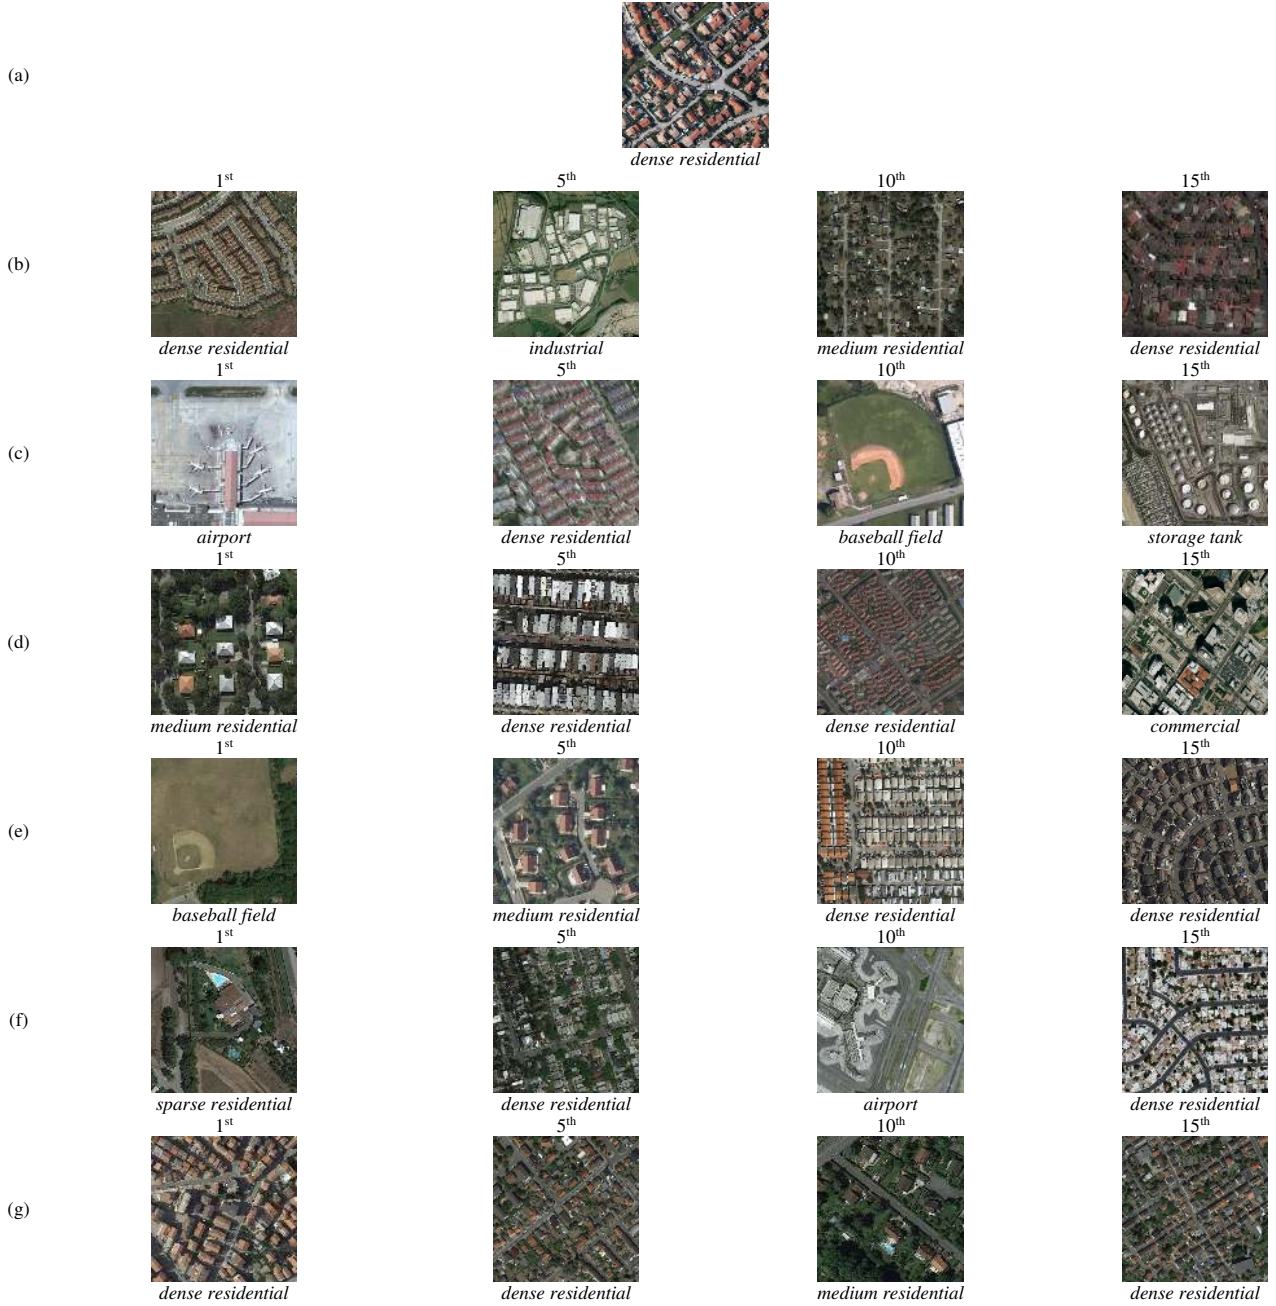 (a)
dense residential
1st 5th 10th 15th
(b)
dense residential industrial medium residential dense residential
1st 5th 10th 15th
(c)
airport dense residential baseball field storage tank
1st 5th 10th 15th
(d)
medium residential dense residential dense residential commercial
1st 5th 10th 15th
(e)
baseball field medium residential dense residential dense residential
1st 5th 10th 15th
(f)
sparse residential dense residential airport dense residential
1st 5th 10th 15th
(g)
dense residential dense residential medium residential dense residential